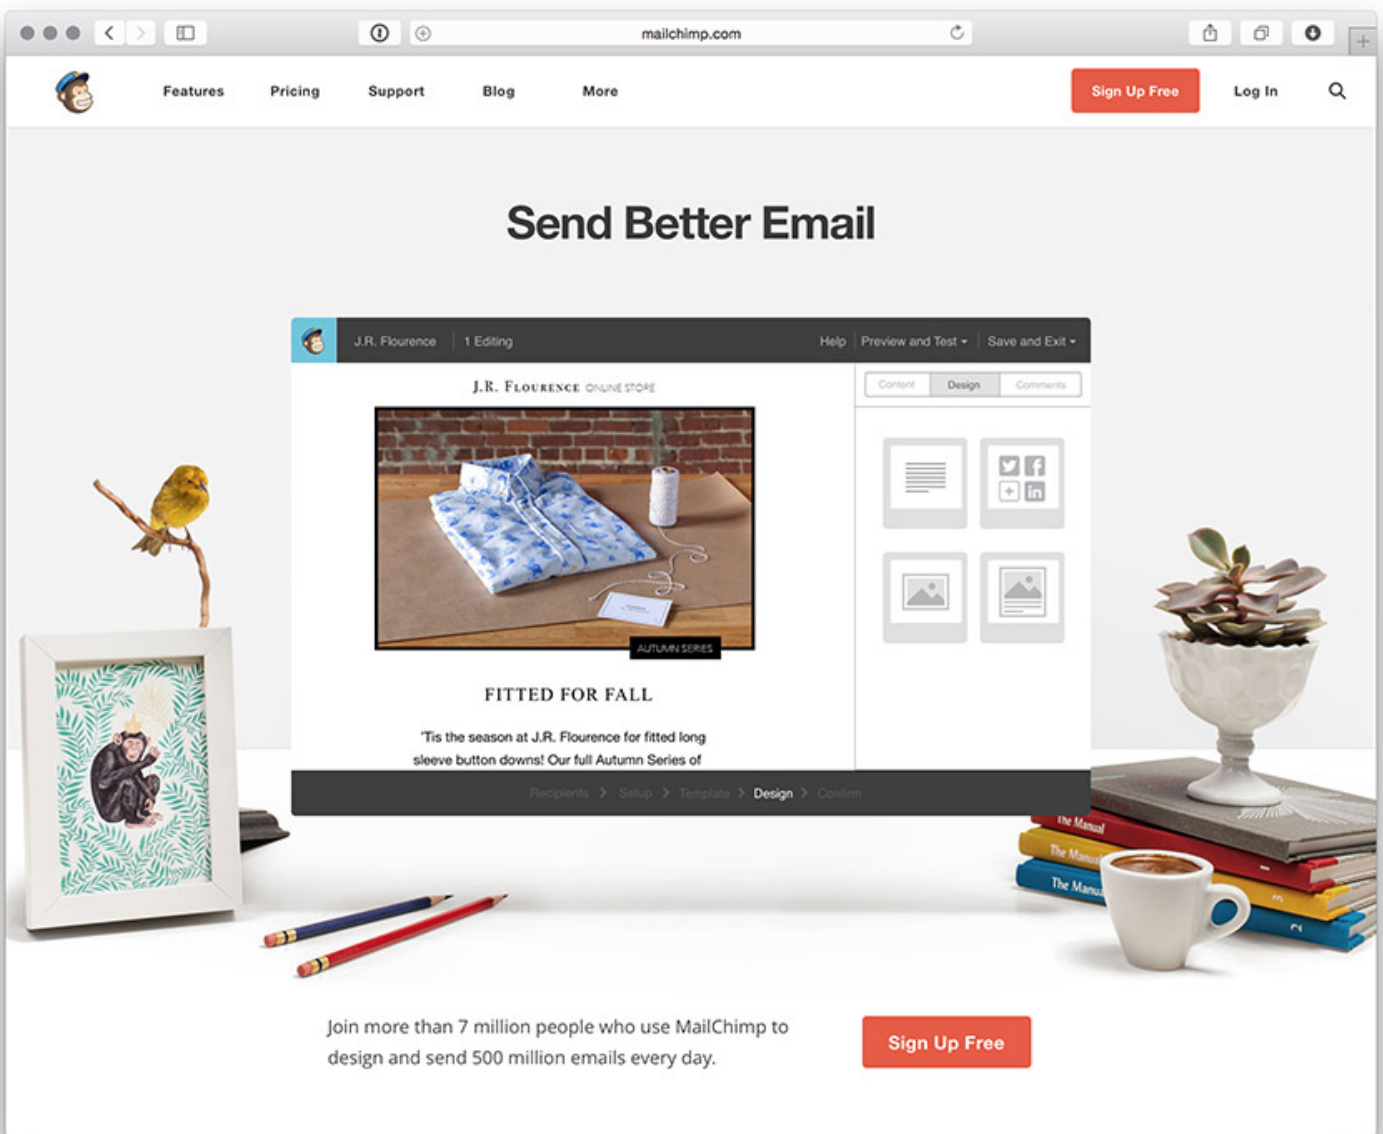 mailchimp.com
Features Pricing Support Blog More Sign Up Free Log In
Send Better Email
J.R. Flourence 1 Editing Help Preview and Test Save and Exit
J.R. FLOURENCE ONLINE STORE
Content Design Comments
AUTUMN SERIES
FITTED FOR FALL
'Tis the season at J.R. Flourence for fitted long
sleeve button downs! Our full Autumn Series of
Recipients > Setup > Template > Design > Confirm
The Manual
The Manual
The Manua
Join more than 7 million people who use MailChimp to
design and send 500 million emails every day.
Sign Up Free